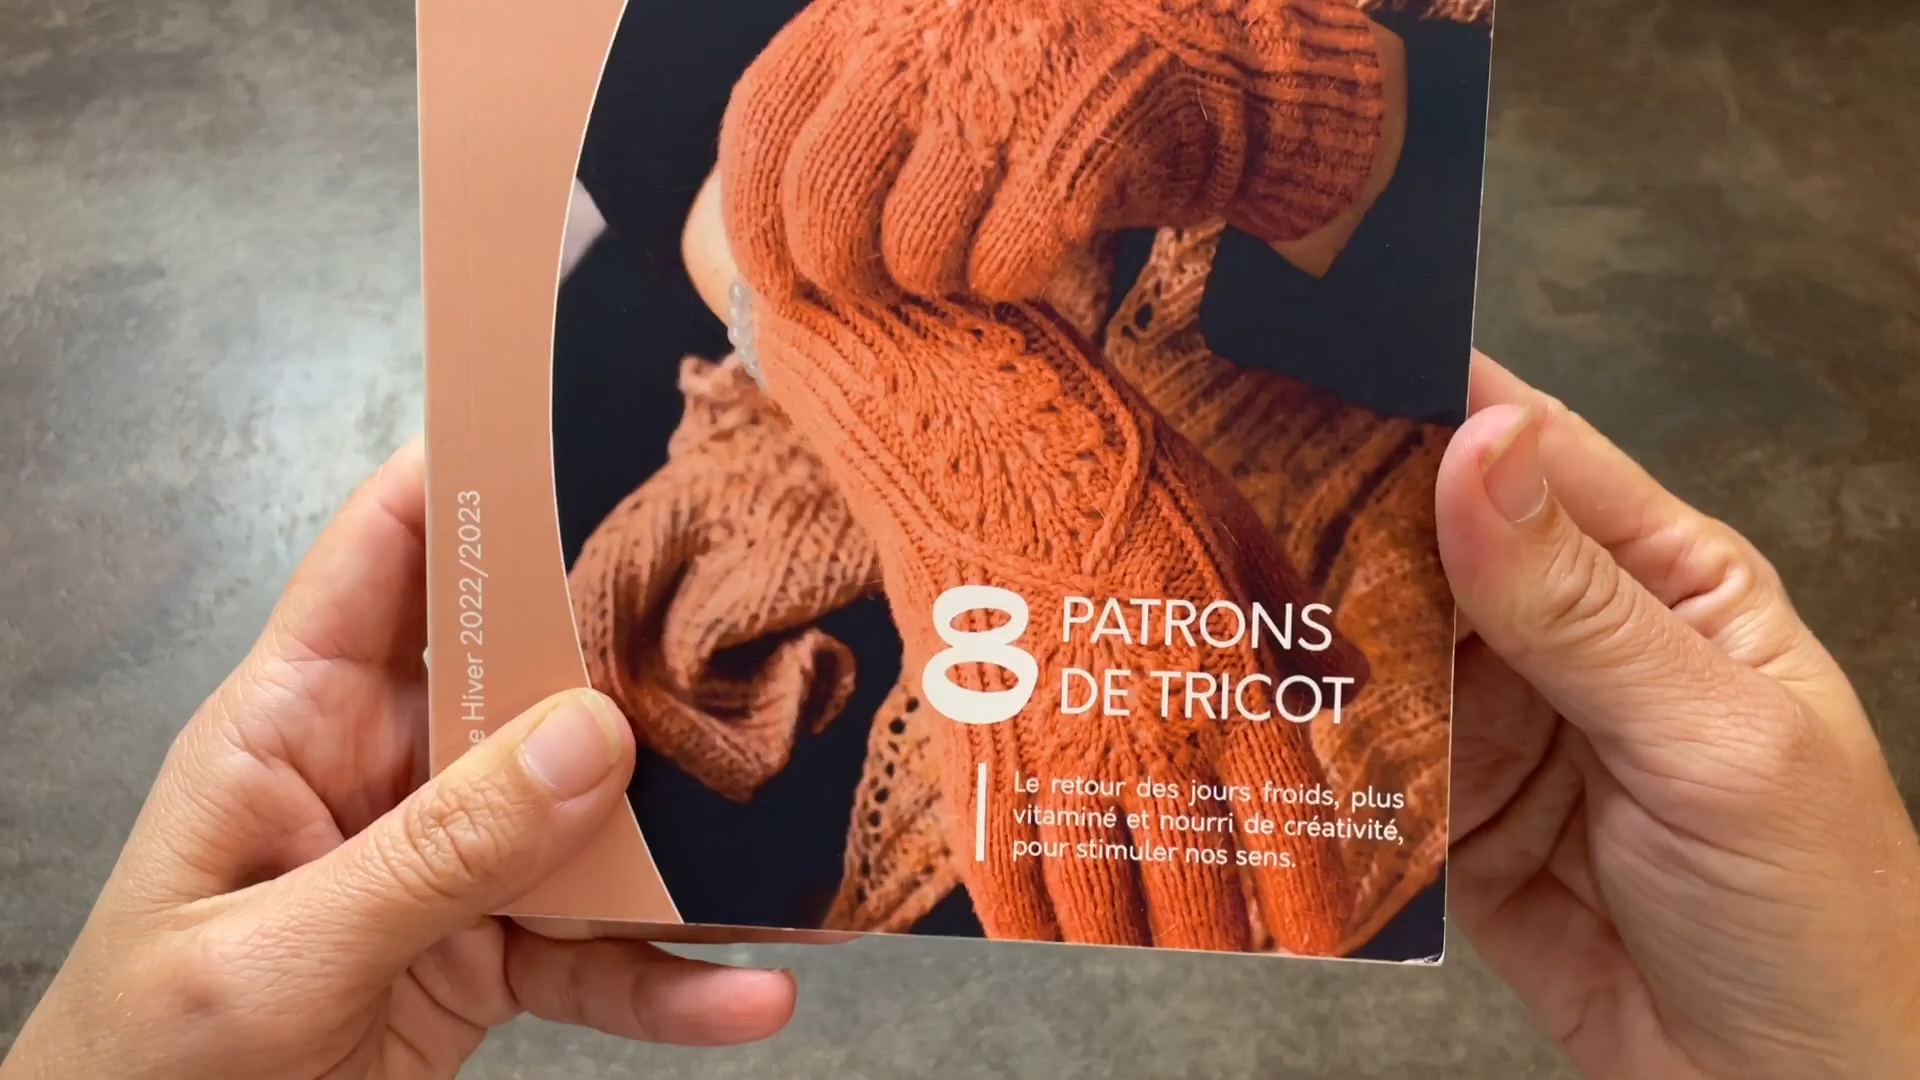 Hiver 2022/2023
8 PATRONS
DE TRICOT
Le retour des jours froids, plus
vitaminé et nourri de créativité,
pour stimuler nos sens.